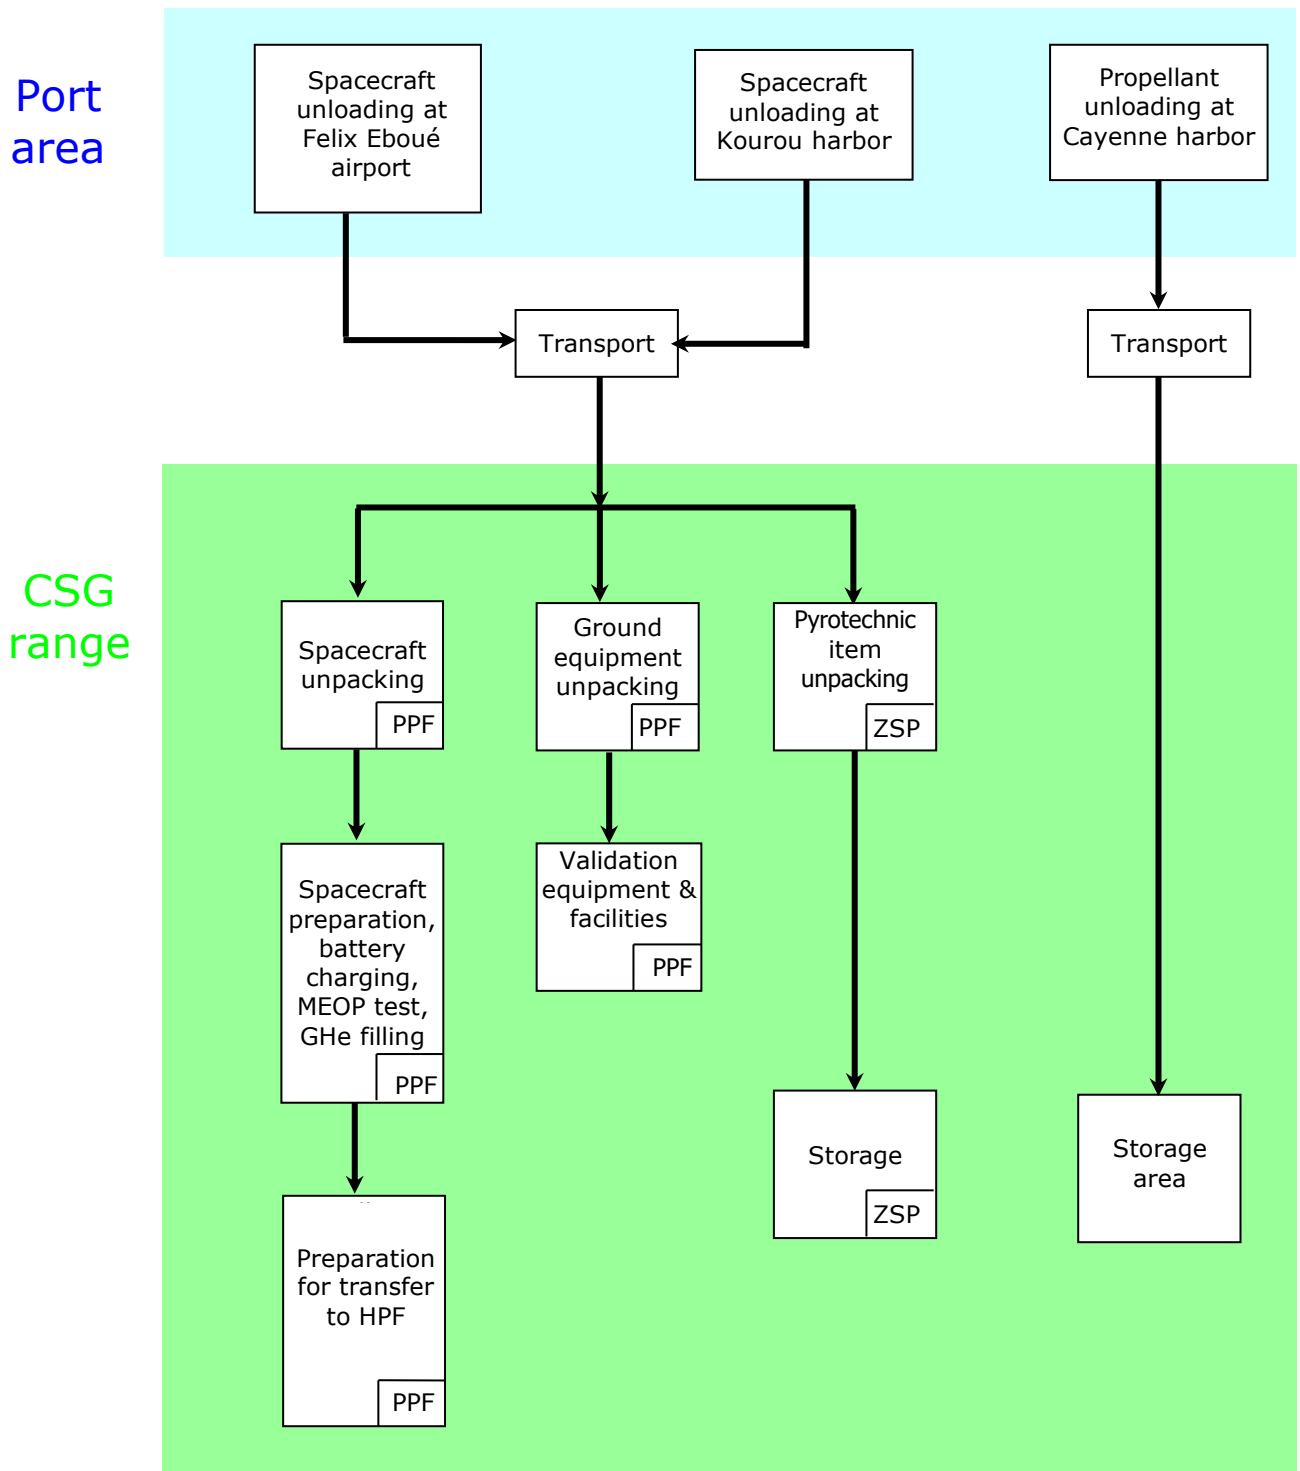 Port
area
Spacecraft
unloading at
Felix Eboué
airport
Spacecraft
unloading at
Kourou harbor
Propellant
unloading at
Cayenne harbor
Transport
Transport
CSG
range
Spacecraft
unpacking
PPF
Ground
equipment
unpacking
PPF
Pyrotechnic
item
unpacking
ZSP
Spacecraft
preparation,
battery
charging,
MEOP test,
GHe filling
PPF
Validation
equipment &
facilities
PPF
Storage
ZSP
Storage
area
Preparation
for transfer
to HPF
PPF